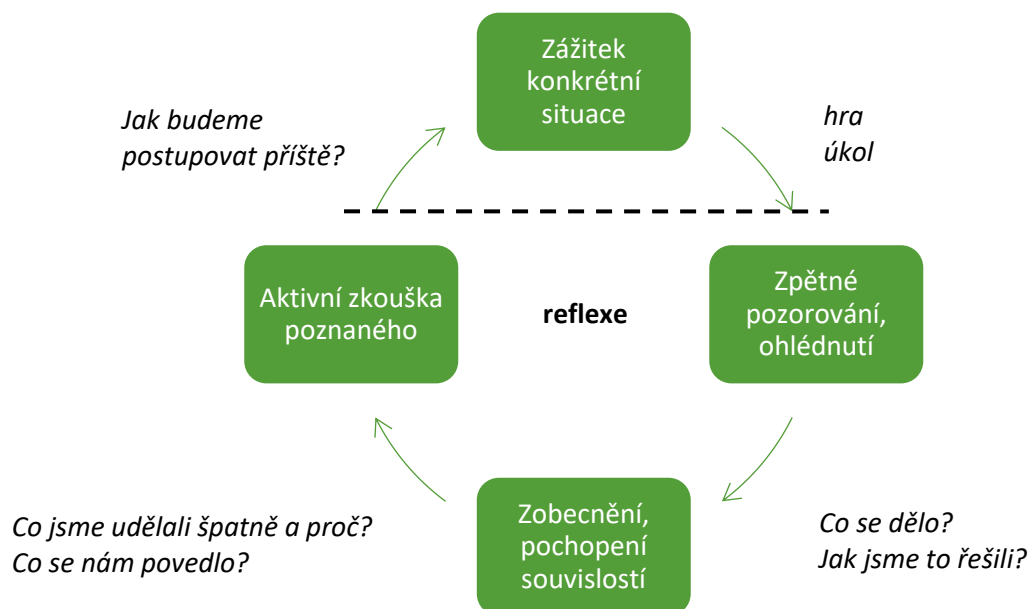 Zážitek
konkrétní
situace
Jak budeme
postupovat příště?
hra
úkol
Aktivní zkouška
poznaného
reflexe
Zpětné
pozorování,
ohlédnutí
Co jsme udělali špatně a proč?
Co se nám povedlo?
Zobecnění,
pochopení
souvislostí
Co se dělo?
Jak jsme to řešili?